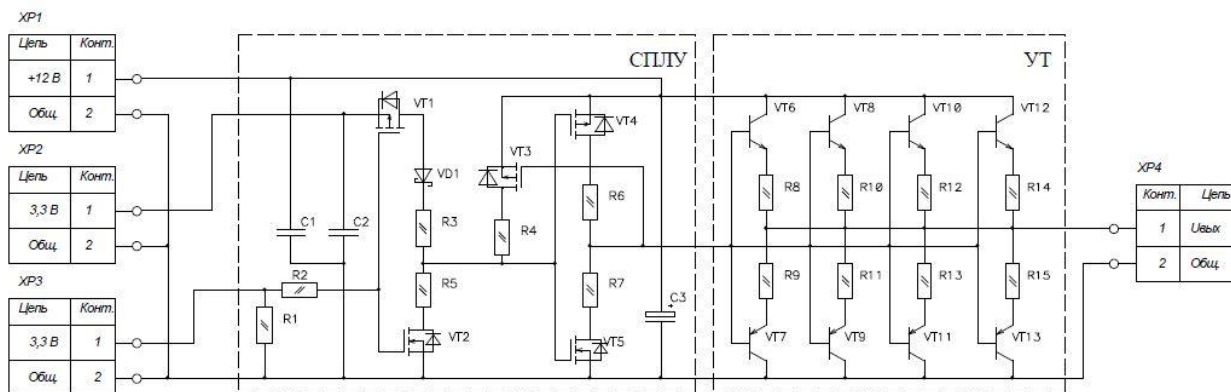 XP1
Цепь Конт.
+12 В 1
Общ. 2
XP2
Цепь Конт.
3,3 В 1
Общ. 2
XP3
Цепь Конт.
3,3 В 1
Общ. 2
СПЛУ
УТ
VT1
VT4
VT3
VD1
C1
C2
R3
R4
R6
R2
R5
R7
R1
C3
VT2
VT5
VT6
VT8
VT10
VT12
R8
R10
R12
R14
R9
R11
R13
R15
VT7
VT9
VT11
VT13
XP4
Конт. Цепь
1 Uвых
2 Общ.